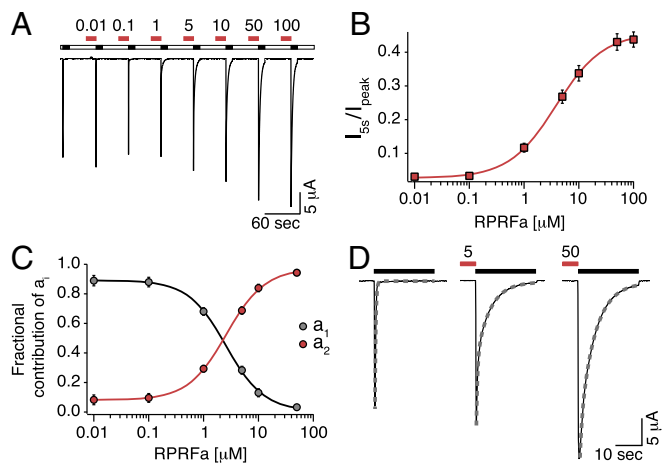 A
0.01 0.1 1 5 10 50 100
5 µA
60 sec
B
I5s/Ipeak
0.4
0.3
0.2
0.1
0.01 0.1 1 10 100
RPRFa [µM]
C
Fractional
contribution of ai
1.0
0.8
0.6
0.4
0.2
0.0
a1
a2
0.01 0.1 1 10 100
RPRFa [µM]
D
5 50
5 µA
10 sec